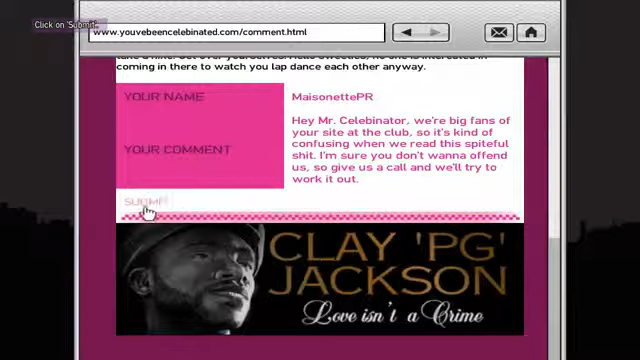 Click on "Submit".
www.youvebeencelebinated.com/comment.html
coming in there to watch you lap dance each other anyway.
YOUR NAME
MaisonettePR
Hey Mr. Celebinator, we're big fans of
your site at the club, so it's kind of
confusing when we read this spiteful
shit. I'm sure you don't wanna offend
us, so give us a call and we'll try to
work it out.
YOUR COMMENT
SUBMIT
CLAY 'PG'
JACKSON
Love isn't a Crime